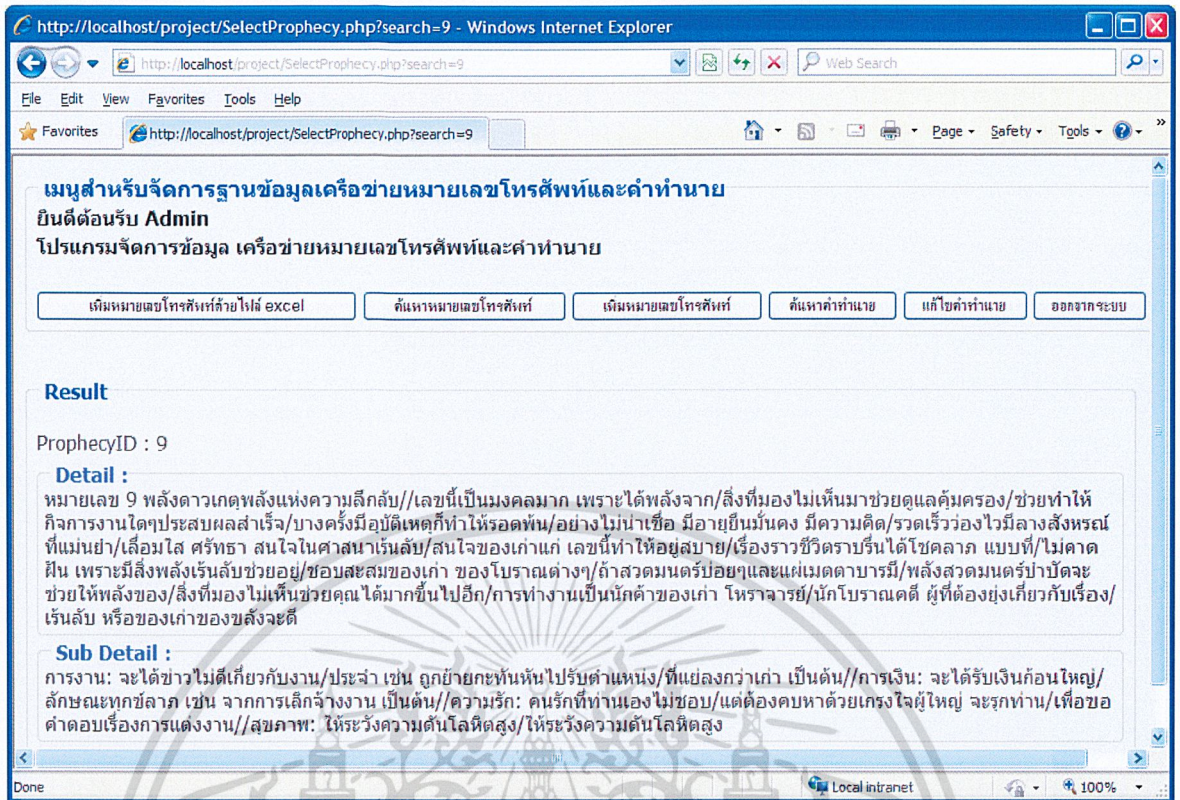 http://localhost/project/SelectProphecy.php?search=9 - Windows Internet Explorer
http://localhost/project/SelectProphecy.php?search=9
Web Search
File Edit View Favorites Tools Help
Favorites http://localhost/project/SelectProphecy.php?search=9 Page Safety Tools »
เมนูสำหรับจัดการฐานข้อมูลเครือข่ายหมายเลขโทรศัพท์และคำทำนาย
ยินดีต้อนรับ Admin
โปรแกรมจัดการข้อมูล เครือข่ายหมายเลขโทรศัพท์และคำทำนาย
เพิ่มหมายเลขโทรศัพท์ด้วยไฟล์ excel ค้นหาหมายเลขโทรศัพท์ เพิ่มหมายเลขโทรศัพท์ ค้นหาคำทำนาย แก้ไขคำทำนาย ออกจากระบบ
Result
ProphecyID : 9
Detail :
หมายเลข 9 พลังดาวเกตุพลังแห่งความลึกลับ//เลขนี้เป็นมงคลมาก เพราะได้พลังจาก/สิ่งที่มองไม่เห็นมาช่วยดูแลคุ้มครอง/ช่วยทำให้
กิจการงานใดๆประสบผลสำเร็จ/บางครั้งมีอุบัติเหตุก็ทำให้รอดพ้น/อย่างไม่น่าเชื่อ มีอายุยืนมั่นคง มีความคิด/รวดเร็วว่องไวมีลางสังหรณ์
ที่แม่นยำ/เลื่อมใส ศรัทธา สนใจในศาสนาเร้นลับ/สนใจของเก่าแก่ เลขนี้ทำให้อยู่สบาย/เรื่องราวชีวิตราบรื่นได้โชคลาภ แบบที่/ไม่คาด
ฝัน เพราะมีสิ่งพลังเร้นลับช่วยอยู่/ชอบสะสมของเก่า ของโบราณต่างๆ/ถ้าสวดมนตร์บ่อยๆและแผ่เมตตาบารมี/พลังสวดมนตร์บำบัดจะ
ช่วยให้พลังของ/สิ่งที่มองไม่เห็นช่วยคุณได้มากขึ้นไปอีก/การทำงานเป็นนักค้าของเก่า โหราจารย์/นักโบราณคดี ผู้ที่ต้องยุ่งเกี่ยวกับเรื่อง/
เร้นลับ หรือของเก่าของขลังจะดี
Sub Detail :
การงาน: จะได้ข่าวไม่ดีเกี่ยวกับงาน/ประจำ เช่น ถูกย้ายกะทันหันไปรับตำแหน่ง/ที่แย่ลงกว่าเก่า เป็นต้น//การเงิน: จะได้รับเงินก้อนใหญ่/
ลักษณะทุกข์ลาภ เช่น จากการเลิกจ้างงาน เป็นต้น//ความรัก: คนรักที่ท่านเองไม่ชอบ/แต่ต้องคบหาด้วยเกรงใจผู้ใหญ่ จะรุกท่าน/เพื่อขอ
คำตอบเรื่องการแต่งงาน//สุขภาพ: ให้ระวังความดันโลหิตสูง/ให้ระวังความดันโลหิตสูง
Done Local intranet 100%